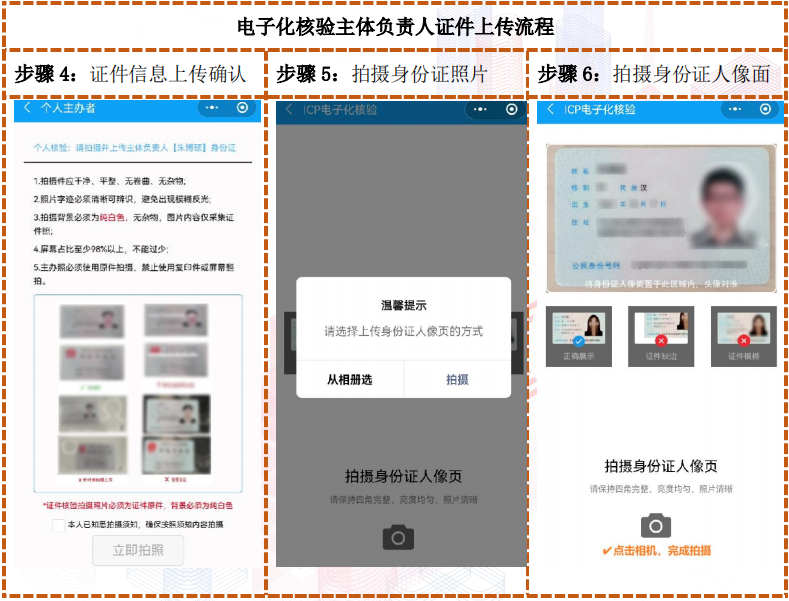 电子化核验主体负责人证件上传流程
步骤 4：证件信息上传确认
步骤 5：拍摄身份证照片
步骤 6：拍摄身份证人像面
个人主办者
个人核验：请拍摄并上传主体负责人【朱博硕】身份证
1.拍摄件应干净、平整、无卷曲、无杂物;
2.照片字迹必须清晰可辨识，避免出现模糊反光;
3.拍摄背景必须为纯白色，无杂物，图片内容仅采集证
件照;
4.屏幕占比至少98%以上，不能过少;
5.主办照必须使用原件拍摄，禁止使用复印件或屏幕翻
拍。
*证件核验拍摄照片必须为证件原件，背景必须为纯白色
本人已知悉拍摄须知，确保按照须知内容拍摄
立即拍照
ICP电子化核验
温馨提示
请选择上传身份证人像页的方式
从相册选
拍摄
拍摄身份证人像页
请保持四角完整、亮度均匀、照片清晰
ICP电子化核验
姓 名
性 别 民 族 汉
出 生 年 月 日
住 址
公民身份号码
将身份证人像面置于此区域内，头像对准
正确展示
证件缺边
证件模糊
拍摄身份证人像页
请保持四角完整、亮度均匀、照片清晰
✔点击相机，完成拍摄